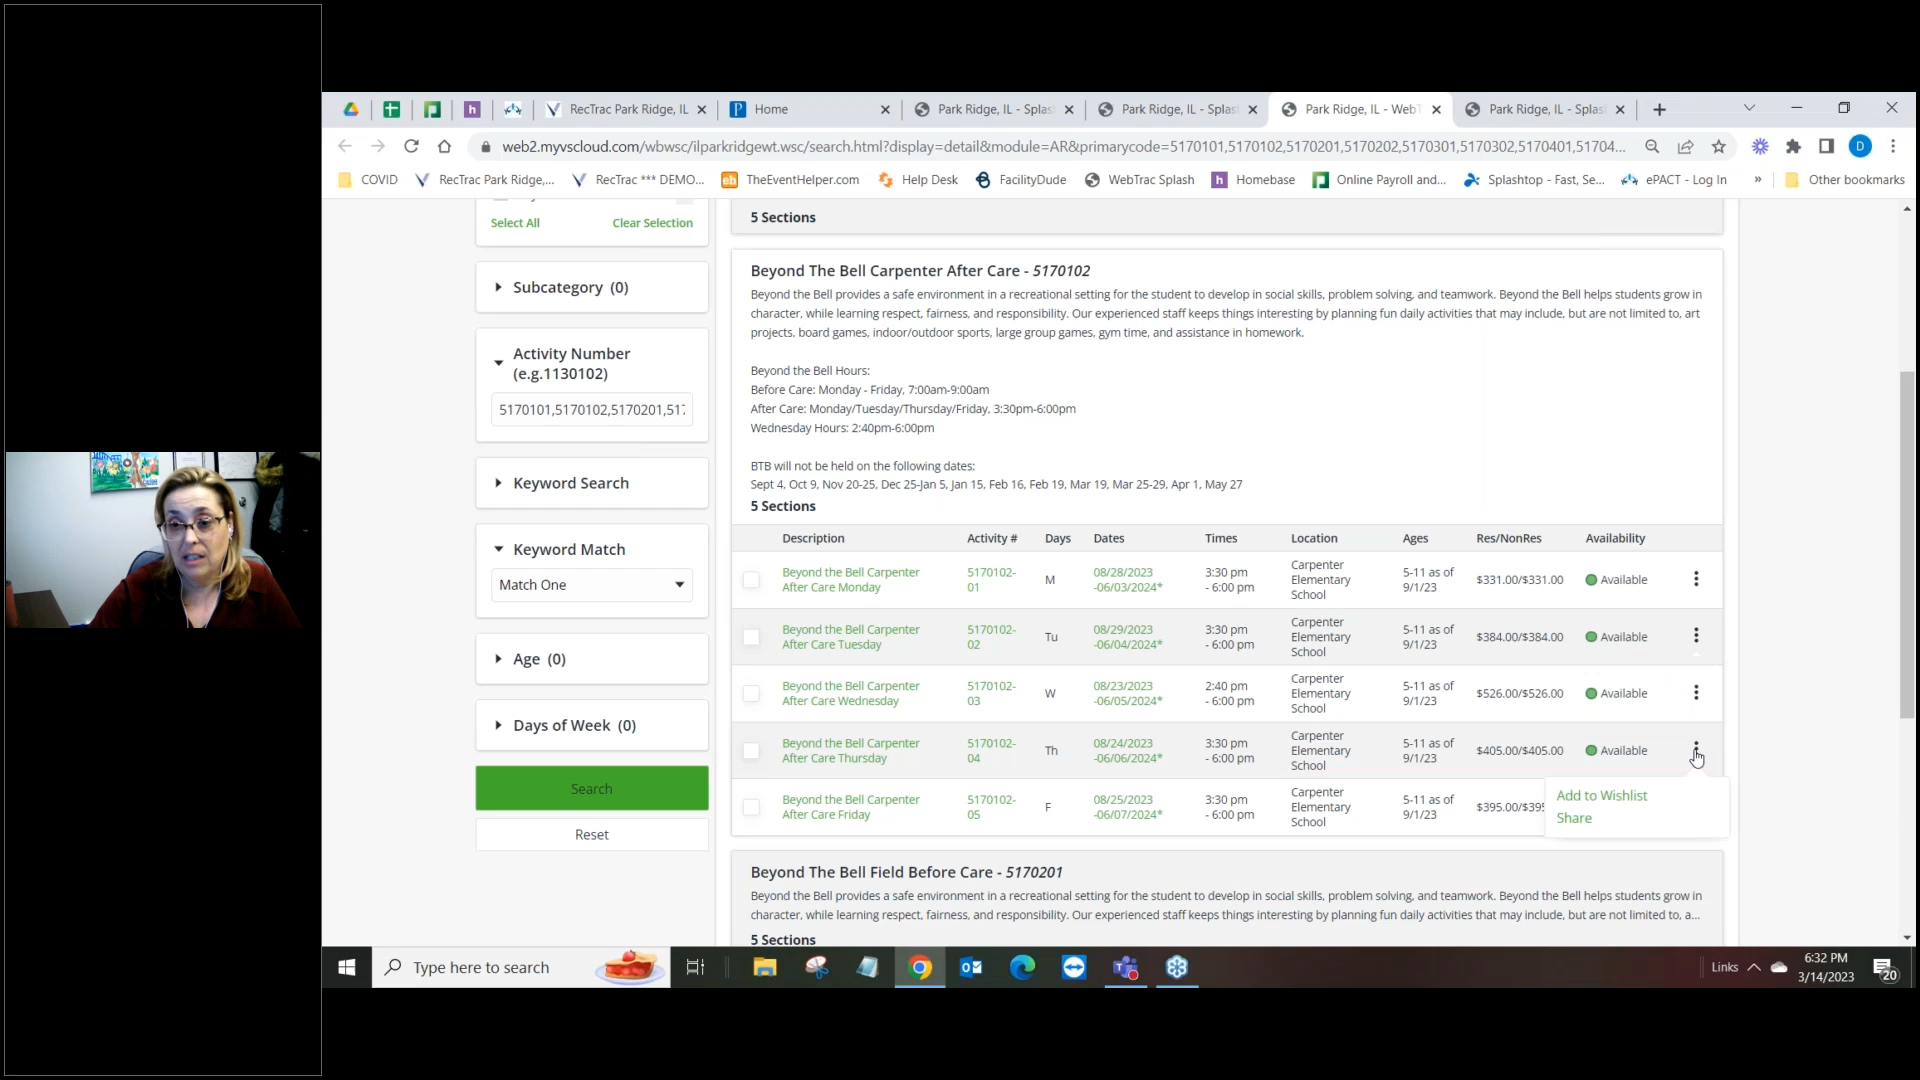 RecTrac Park Ridge, IL
Home
Park Ridge, IL - Splas
Park Ridge, IL - Splas
Park Ridge, IL - WebT
Park Ridge, IL - Splas
web2.myvscloud.com/wbwsc/ilparkridgewt.wsc/search.html?display=detail&module=AR&primarycode=5170101,5170102,5170201,5170202,5170301,5170302,5170401,51704...
COVID
RecTrac Park Ridge,...
RecTrac *** DEMO...
TheEventHelper.com
Help Desk
FacilityDude
WebTrac Splash
Homebase
Online Payroll and...
Splashtop - Fast, Se...
ePACT - Log In
»
Other bookmarks
Select All
Clear Selection
Subcategory (0)
Activity Number
(e.g.1130102)
5170101,5170102,5170201,517
Keyword Search
Keyword Match
Match One
Age (0)
Days of Week (0)
Search
Reset
5 Sections
Beyond The Bell Carpenter After Care - 5170102
Beyond the Bell provides a safe environment in a recreational setting for the student to develop in social skills, problem solving, and teamwork. Beyond the Bell helps students grow in
character, while learning respect, fairness, and responsibility. Our experienced staff keeps things interesting by planning fun daily activities that may include, but are not limited to, art
projects, board games, indoor/outdoor sports, large group games, gym time, and assistance in homework.
Beyond the Bell Hours:
Before Care: Monday - Friday, 7:00am-9:00am
After Care: Monday/Tuesday/Thursday/Friday, 3:30pm-6:00pm
Wednesday Hours: 2:40pm-6:00pm
BTB will not be held on the following dates:
Sept 4, Oct 9, Nov 20-25, Dec 25-Jan 5, Jan 15, Feb 16, Feb 19, Mar 19, Mar 25-29, Apr 1, May 27
5 Sections
Description Activity # Days Dates Times Location Ages Res/NonRes Availability
Beyond the Bell Carpenter
After Care Monday
5170102-
01
M
08/28/2023
-06/03/2024*
3:30 pm
- 6:00 pm
Carpenter
Elementary
School
5-11 as of
9/1/23
$331.00/$331.00
Available
Beyond the Bell Carpenter
After Care Tuesday
5170102-
02
Tu
08/29/2023
-06/04/2024*
3:30 pm
- 6:00 pm
Carpenter
Elementary
School
5-11 as of
9/1/23
$384.00/$384.00
Available
Beyond the Bell Carpenter
After Care Wednesday
5170102-
03
W
08/23/2023
-06/05/2024*
2:40 pm
- 6:00 pm
Carpenter
Elementary
School
5-11 as of
9/1/23
$526.00/$526.00
Available
Beyond the Bell Carpenter
After Care Thursday
5170102-
04
Th
08/24/2023
-06/06/2024*
3:30 pm
- 6:00 pm
Carpenter
Elementary
School
5-11 as of
9/1/23
$405.00/$405.00
Available
Beyond the Bell Carpenter
After Care Friday
5170102-
05
F
08/25/2023
-06/07/2024*
3:30 pm
- 6:00 pm
Carpenter
Elementary
School
5-11 as of
9/1/23
$395.00/$395
Add to Wishlist
Share
Beyond The Bell Field Before Care - 5170201
Beyond the Bell provides a safe environment in a recreational setting for the student to develop in social skills, problem solving, and teamwork. Beyond the Bell helps students grow in
character, while learning respect, fairness, and responsibility. Our experienced staff keeps things interesting by planning fun daily activities that may include, but are not limited to, a...
5 Sections
Type here to search
Links
6:32 PM
3/14/2023
20